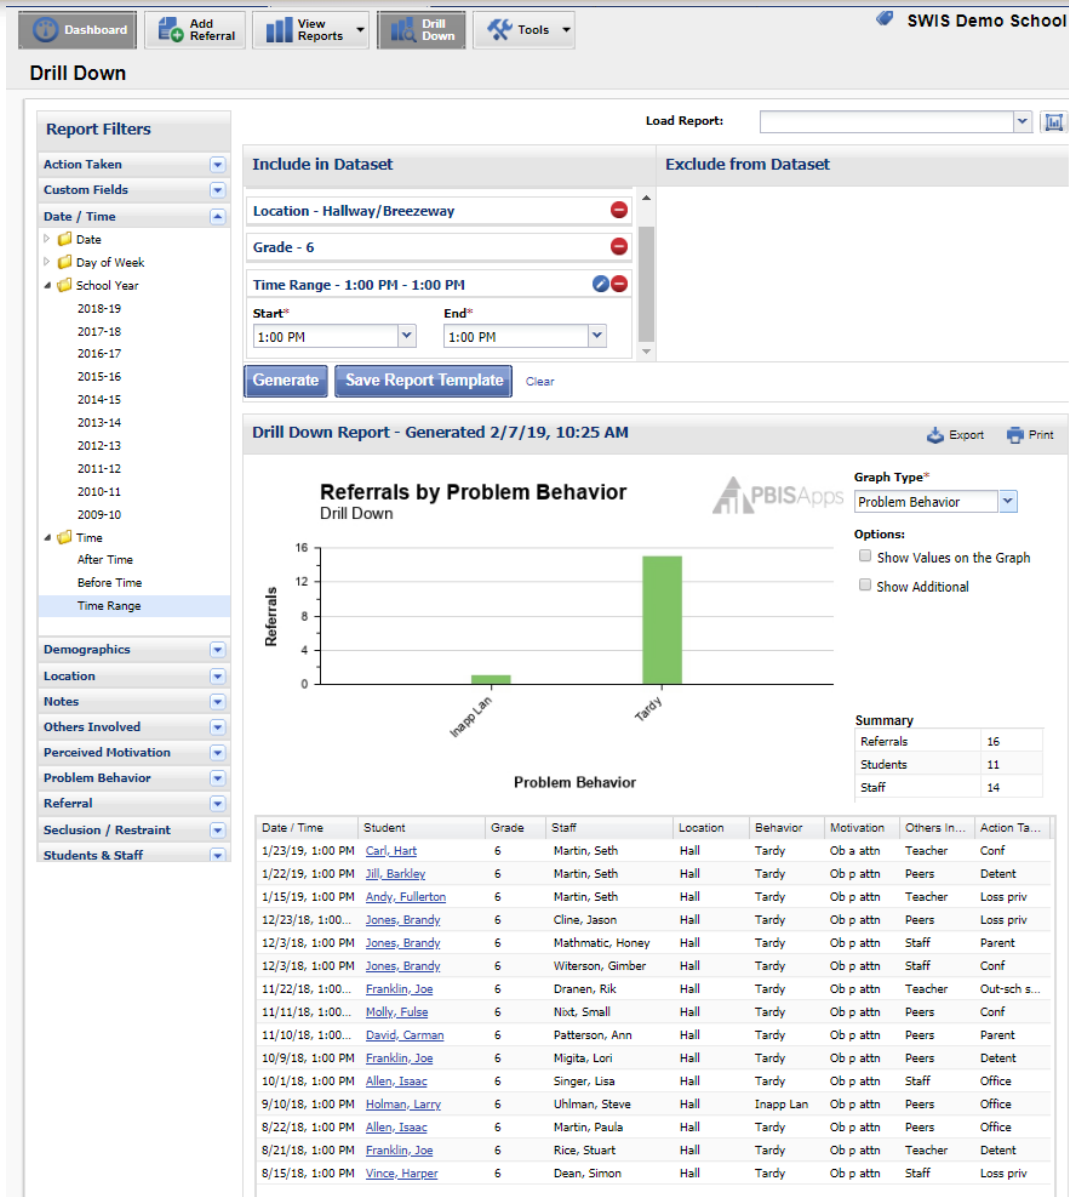 Dashboard Add Referral View Reports Drill Down Tools SWIS Demo School
Drill Down
Report Filters
Action Taken
Custom Fields
Date / Time
Date
Day of Week
School Year
2018-19
2017-18
2016-17
2015-16
2014-15
2013-14
2012-13
2011-12
2010-11
2009-10
Time
After Time
Before Time
Time Range
Demographics
Location
Notes
Others Involved
Perceived Motivation
Problem Behavior
Referral
Seclusion / Restraint
Students & Staff
Load Report:
Include in Dataset Exclude from Dataset
Location - Hallway/Breezeway
Grade - 6
Time Range - 1:00 PM - 1:00 PM
Start* End*
1:00 PM 1:00 PM
Generate Save Report Template Clear
Drill Down Report - Generated 2/7/19, 10:25 AM Export Print
Referrals by Problem Behavior
Drill Down
PBISApps
Graph Type*
Problem Behavior
Options:
Show Values on the Graph
Show Additional
Referrals
16
12
8
4
0
Inapp Lan Tardy
Problem Behavior
Summary
Referrals 16
Students 11
Staff 14
Date / Time Student Grade Staff Location Behavior Motivation Others In... Action Ta...
1/23/19, 1:00 PM Carl, Hart 6 Martin, Seth Hall Tardy Ob a attn Teacher Conf
1/22/19, 1:00 PM Jill, Barkley 6 Martin, Seth Hall Tardy Ob p attn Peers Detent
1/15/19, 1:00 PM Andy, Fullerton 6 Martin, Seth Hall Tardy Ob p attn Teacher Loss priv
12/23/18, 1:00... Jones, Brandy 6 Cline, Jason Hall Tardy Ob p attn Peers Loss priv
12/3/18, 1:00 PM Jones, Brandy 6 Mathmatic, Honey Hall Tardy Ob p attn Staff Parent
12/3/18, 1:00 PM Jones, Brandy 6 Witerson, Gimber Hall Tardy Ob p attn Staff Conf
11/22/18, 1:00... Franklin, Joe 6 Dranen, Rik Hall Tardy Ob p attn Teacher Out-sch s...
11/11/18, 1:00... Molly, Fulse 6 Nixt, Small Hall Tardy Ob p attn Peers Conf
11/10/18, 1:00... David, Carman 6 Patterson, Ann Hall Tardy Ob p attn Peers Parent
10/9/18, 1:00 PM Franklin, Joe 6 Migita, Lori Hall Tardy Ob p attn Peers Detent
10/1/18, 1:00 PM Allen, Isaac 6 Singer, Lisa Hall Tardy Ob p attn Staff Office
9/10/18, 1:00 PM Holman, Larry 6 Uhlman, Steve Hall Inapp Lan Ob p attn Peers Office
8/22/18, 1:00 PM Allen, Isaac 6 Martin, Paula Hall Tardy Ob p attn Peers Office
8/21/18, 1:00 PM Franklin, Joe 6 Rice, Stuart Hall Tardy Ob p attn Teacher Detent
8/15/18, 1:00 PM Vince, Harper 6 Dean, Simon Hall Tardy Ob p attn Staff Loss priv